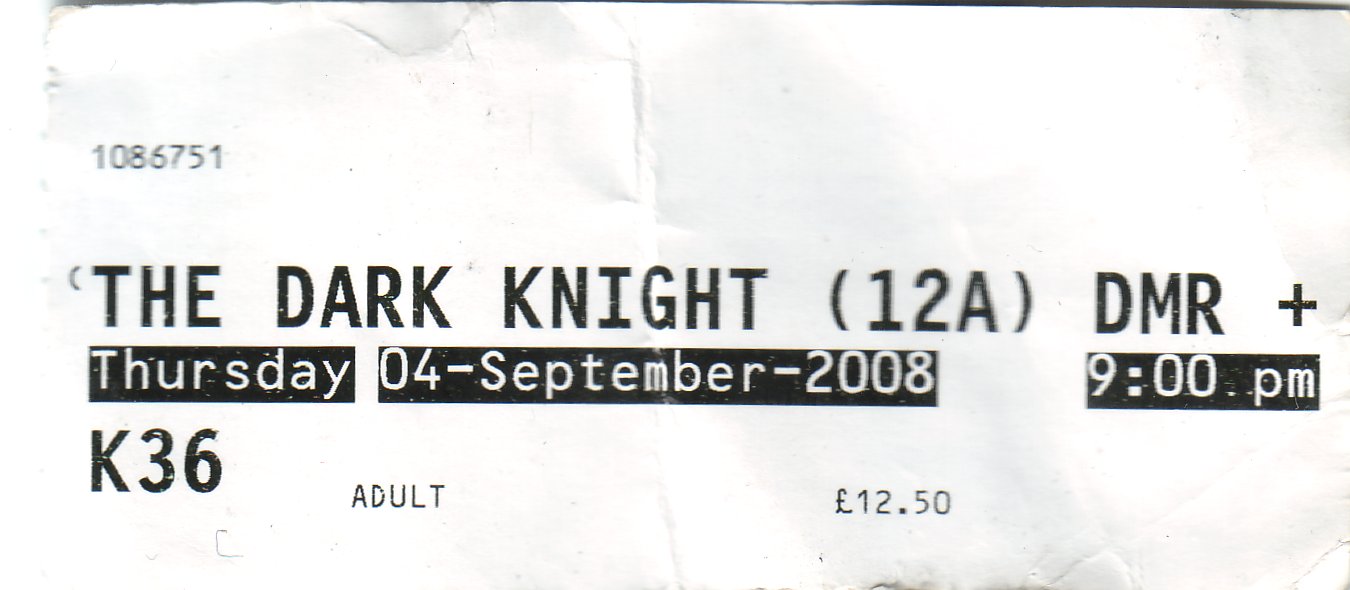 1086751
THE DARK KNIGHT (12A) DMR +
Thursday 04-September-2008 9:00 pm
K36
ADULT £12.50